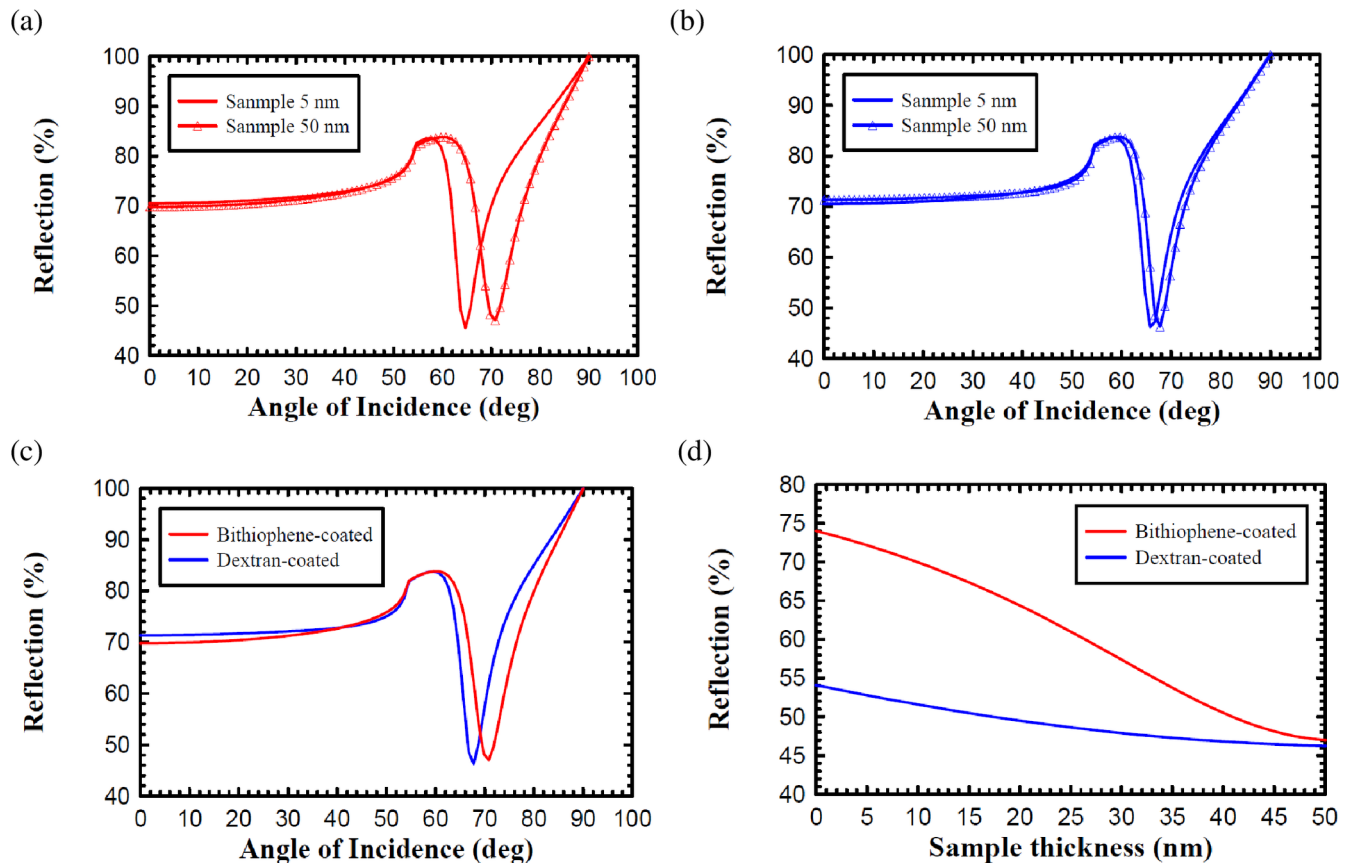 (a)
100
90
80
70
60
50
40
0 10 20 30 40 50 60 70 80 90 100
Reflection (%)
Angle of Incidence (deg)
Sanmple 5 nm
Sanmple 50 nm
(b)
100
90
80
70
60
50
40
0 10 20 30 40 50 60 70 80 90 100
Reflection (%)
Angle of Incidence (deg)
Sanmple 5 nm
Sanmple 50 nm
(c)
100
90
80
70
60
50
40
0 10 20 30 40 50 60 70 80 90 100
Reflection (%)
Angle of Incidence (deg)
Bithiophene-coated
Dextran-coated
(d)
80
75
70
65
60
55
50
45
40
0 5 10 15 20 25 30 35 40 45 50
Reflection (%)
Sample thickness (nm)
Bithiophene-coated
Dextran-coated